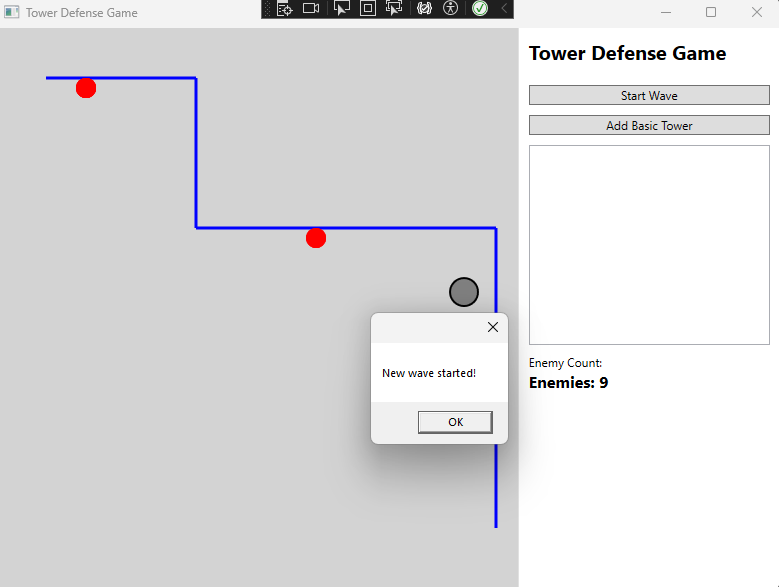 Tower Defense Game
Tower Defense Game
Start Wave
Add Basic Tower
New wave started!
OK
Enemy Count:
Enemies: 9